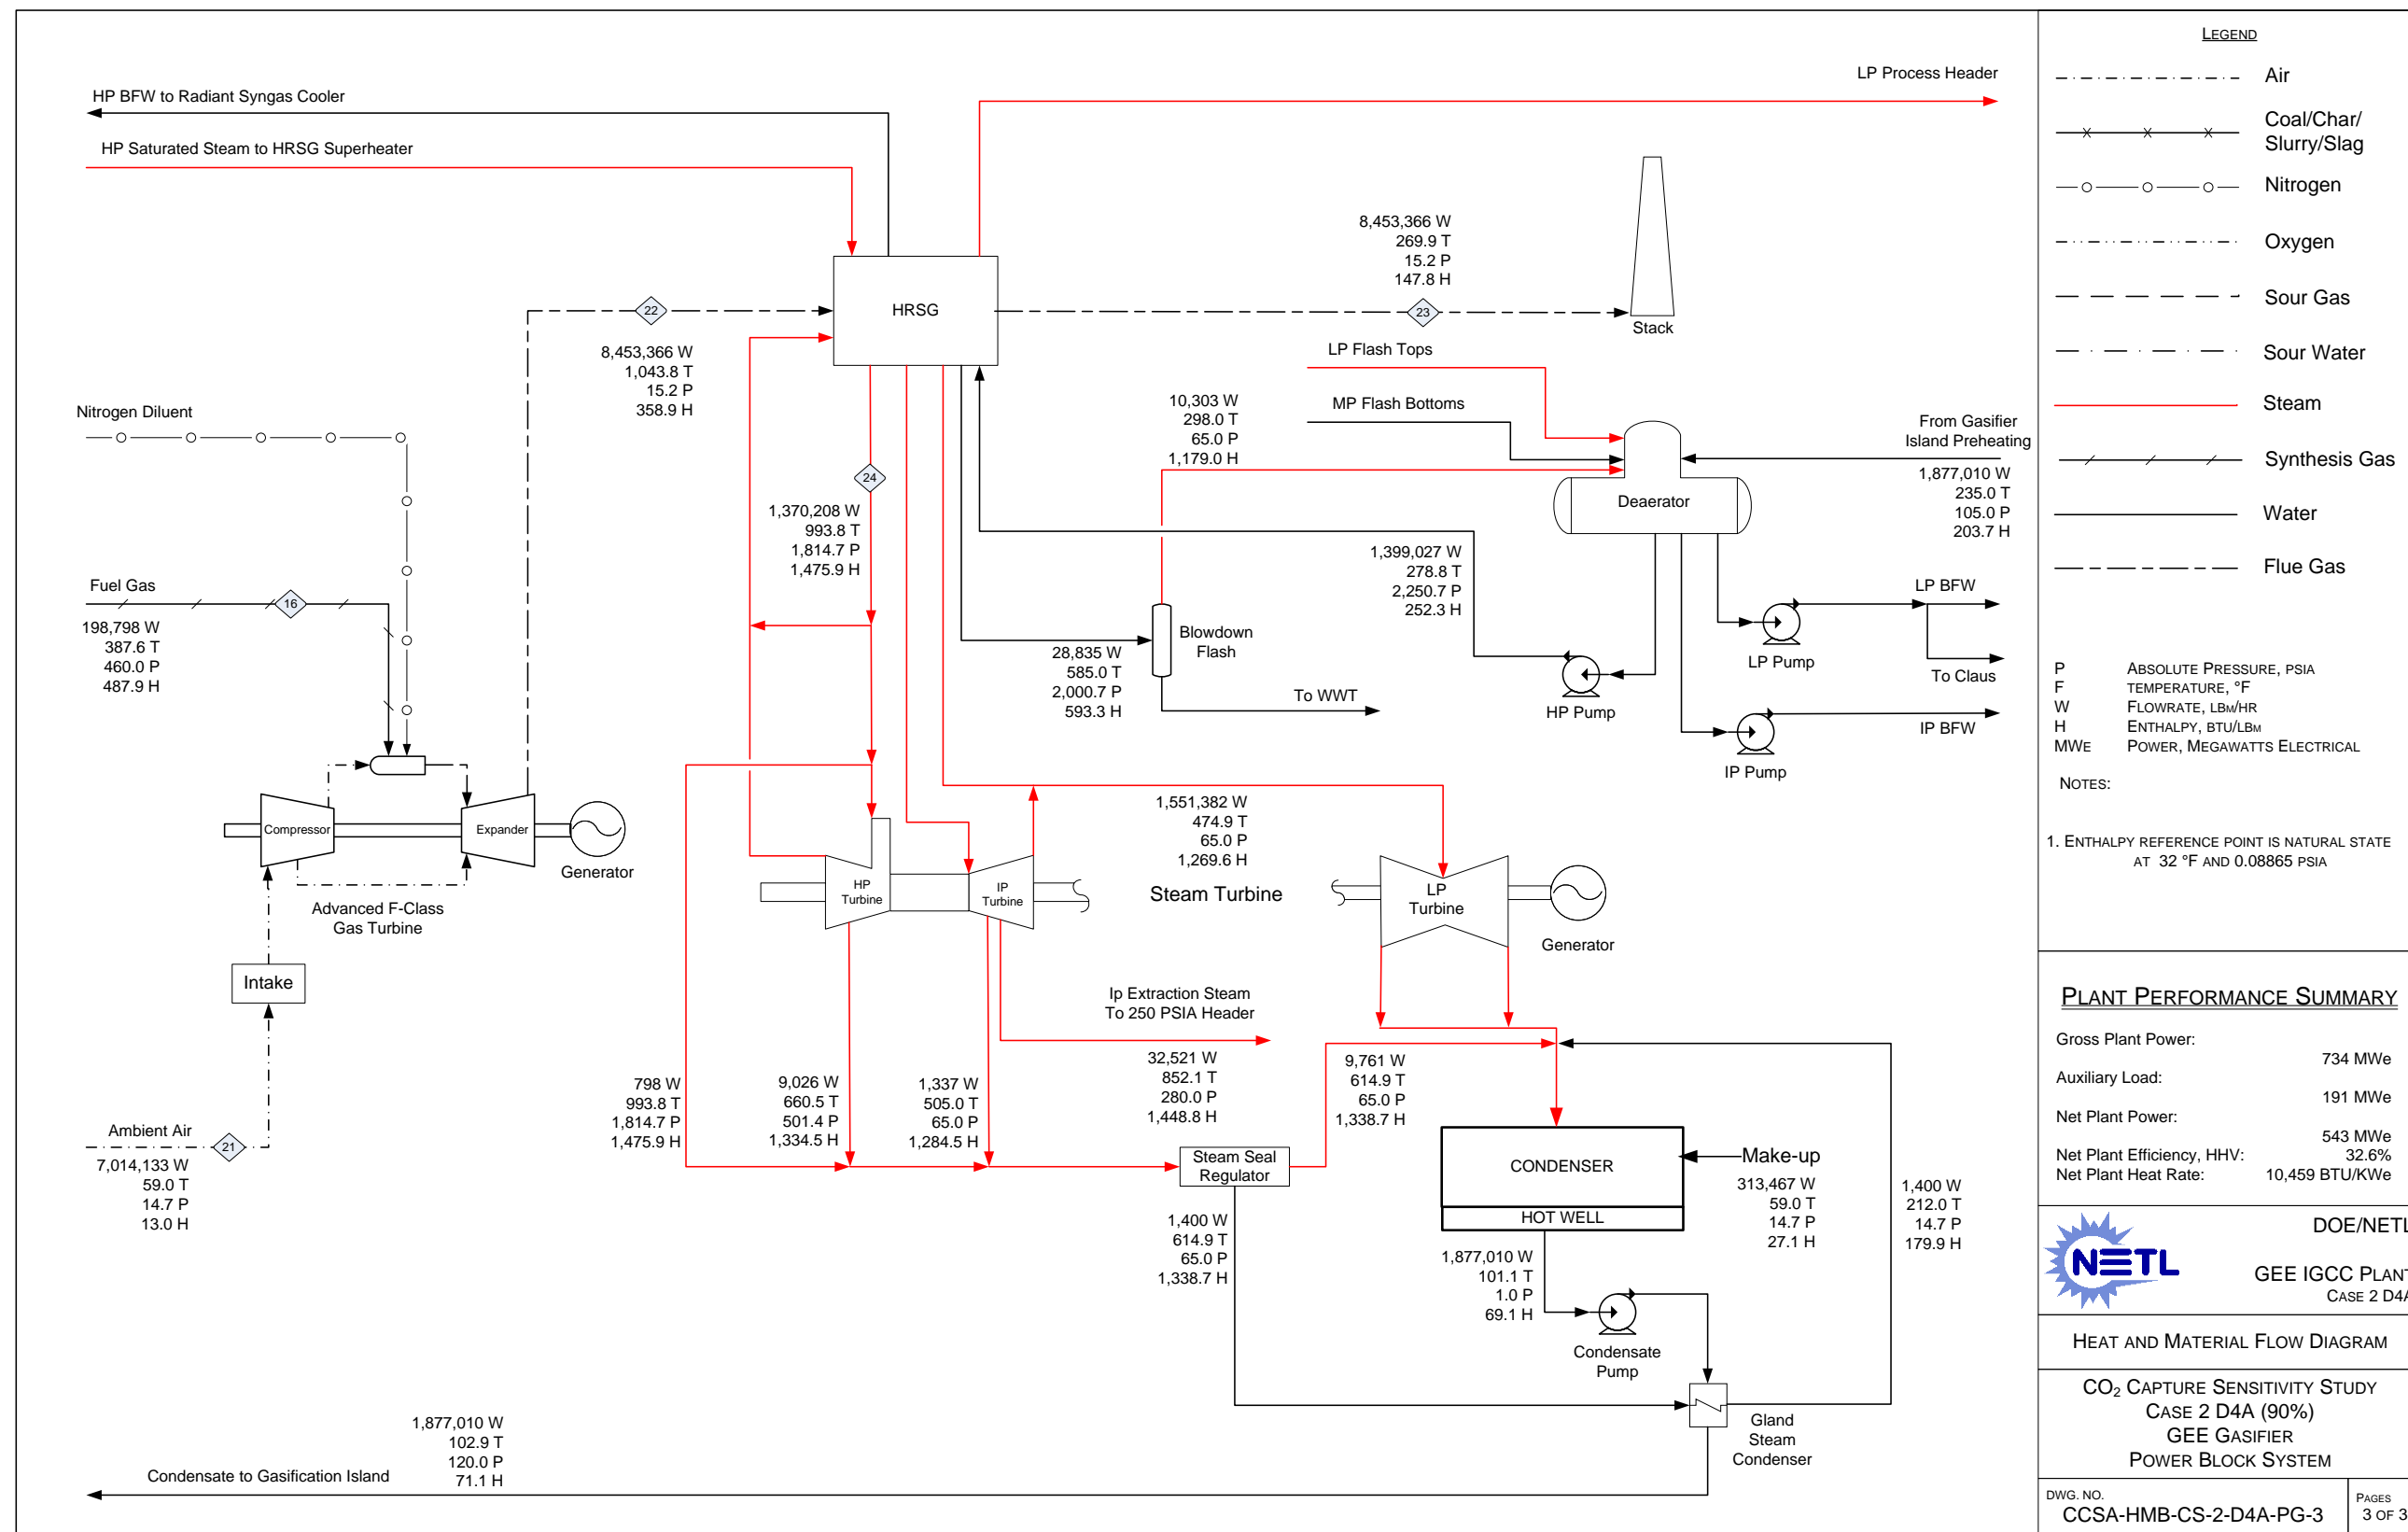 HP BFW to Radiant Syngas Cooler
HP Saturated Steam to HRSG Superheater
LP Process Header
HRSG
22
8,453,366 W
1,043.8 T
15.2 P
358.9 H
8,453,366 W
269.9 T
15.2 P
147.8 H
23
Stack
Nitrogen Diluent
Fuel Gas
16
198,798 W
387.6 T
460.0 P
487.9 H
24
1,370,208 W
993.8 T
1,814.7 P
1,475.9 H
LP Flash Tops
MP Flash Bottoms
10,303 W
298.0 T
65.0 P
1,179.0 H
From Gasifier
Island Preheating
1,877,010 W
235.0 T
105.0 P
203.7 H
Deaerator
1,399,027 W
278.8 T
2,250.7 P
252.3 H
Blowdown
Flash
28,835 W
585.0 T
2,000.7 P
593.3 H
To WWT
HP Pump
LP Pump
LP BFW
To Claus
IP BFW
IP Pump
Compressor
Expander
Generator
Advanced F-Class
Gas Turbine
Intake
Ambient Air
21
7,014,133 W
59.0 T
14.7 P
13.0 H
HP
Turbine
IP
Turbine
1,551,382 W
474.9 T
65.0 P
1,269.6 H
Steam Turbine
LP
Turbine
Generator
Ip Extraction Steam
To 250 PSIA Header
32,521 W
852.1 T
280.0 P
1,448.8 H
798 W
993.8 T
1,814.7 P
1,475.9 H
9,026 W
660.5 T
501.4 P
1,334.5 H
1,337 W
505.0 T
65.0 P
1,284.5 H
9,761 W
614.9 T
65.0 P
1,338.7 H
Steam Seal
Regulator
1,400 W
614.9 T
65.0 P
1,338.7 H
CONDENSER
HOT WELL
Make-up
313,467 W
59.0 T
14.7 P
27.1 H
1,400 W
212.0 T
14.7 P
179.9 H
1,877,010 W
101.1 T
1.0 P
69.1 H
Condensate
Pump
Gland
Steam
Condenser
1,877,010 W
102.9 T
120.0 P
71.1 H
Condensate to Gasification Island
LEGEND
Air
Coal/Char/
Slurry/Slag
Nitrogen
Oxygen
Sour Gas
Sour Water
Steam
Synthesis Gas
Water
Flue Gas
P ABSOLUTE PRESSURE, PSIA
F TEMPERATURE, °F
W FLOWRATE, LBM/HR
H ENTHALPY, BTU/LBM
MWE POWER, MEGAWATTS ELECTRICAL
NOTES:
1. ENTHALPY REFERENCE POINT IS NATURAL STATE
AT 32 °F AND 0.08865 PSIA
PLANT PERFORMANCE SUMMARY
Gross Plant Power:
734 MWe
Auxiliary Load:
191 MWe
Net Plant Power:
543 MWe
Net Plant Efficiency, HHV: 32.6%
Net Plant Heat Rate: 10,459 BTU/KWe
NETL
DOE/NETL
GEE IGCC PLANT
CASE 2 D4A
HEAT AND MATERIAL FLOW DIAGRAM
CO₂ CAPTURE SENSITIVITY STUDY
CASE 2 D4A (90%)
GEE GASIFIER
POWER BLOCK SYSTEM
DWG. NO.
CCSA-HMB-CS-2-D4A-PG-3
PAGES
3 OF 3